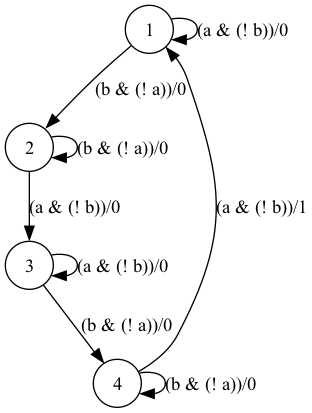 1
(a & (! b))/0
(b & (! a))/0
2
(b & (! a))/0
(a & (! b))/0
(a & (! b))/1
3
(a & (! b))/0
(b & (! a))/0
4
(b & (! a))/0